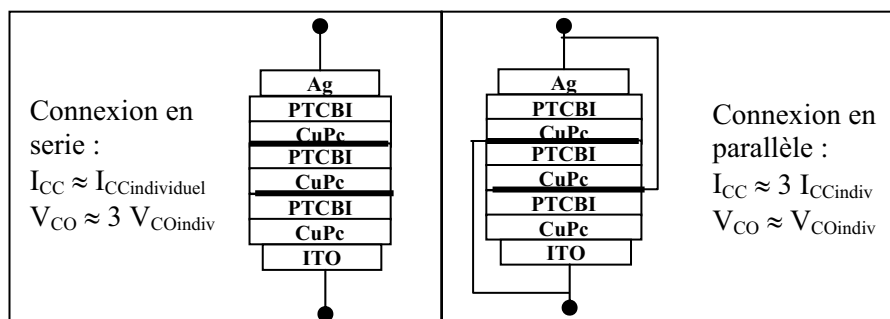 Connexion en
serie :
I_CC ≈ I_CCindividuel
V_CO ≈ 3 V_COindiv
Ag
PTCBI
CuPc
PTCBI
CuPc
PTCBI
CuPc
ITO
Ag
PTCBI
CuPc
PTCBI
CuPc
PTCBI
CuPc
ITO
Connexion en
parallèle :
I_CC ≈ 3 I_CCindiv
V_CO ≈ V_COindiv